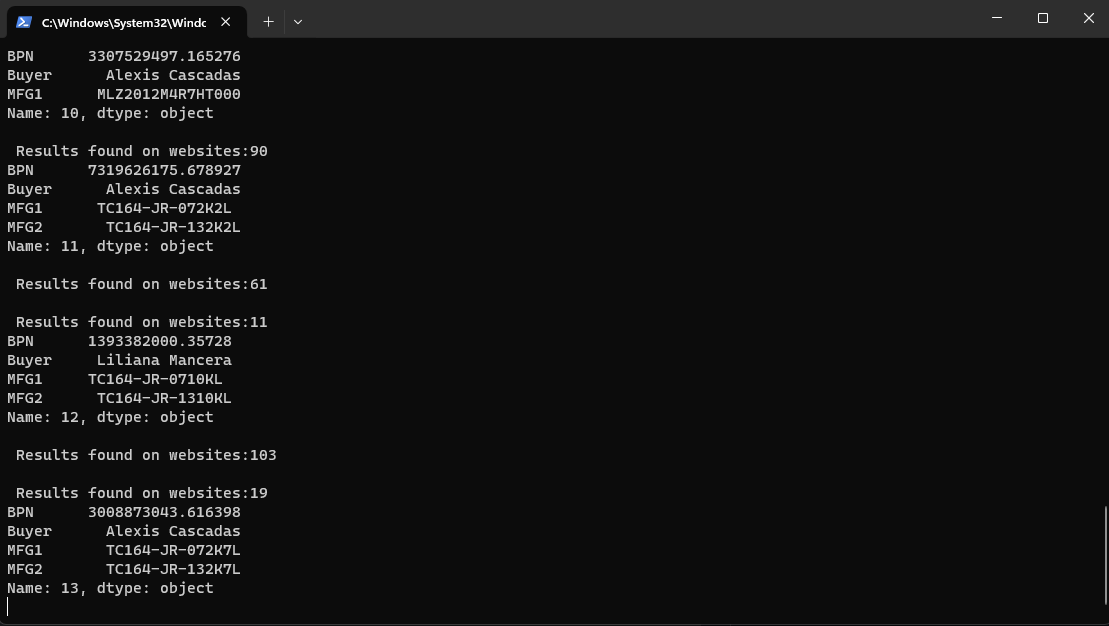 C:\Windows\System32\Windc
BPN 3307529497.165276
Buyer Alexis Cascadas
MFG1 MLZ2012M4R7HT000
Name: 10, dtype: object
Results found on websites:90
BPN 7319626175.678927
Buyer Alexis Cascadas
MFG1 TC164-JR-072K2L
MFG2 TC164-JR-132K2L
Name: 11, dtype: object
Results found on websites:61
Results found on websites:11
BPN 1393382000.35728
Buyer Liliana Mancera
MFG1 TC164-JR-0710KL
MFG2 TC164-JR-1310KL
Name: 12, dtype: object
Results found on websites:103
Results found on websites:19
BPN 3008873043.616398
Buyer Alexis Cascadas
MFG1 TC164-JR-072K7L
MFG2 TC164-JR-132K7L
Name: 13, dtype: object